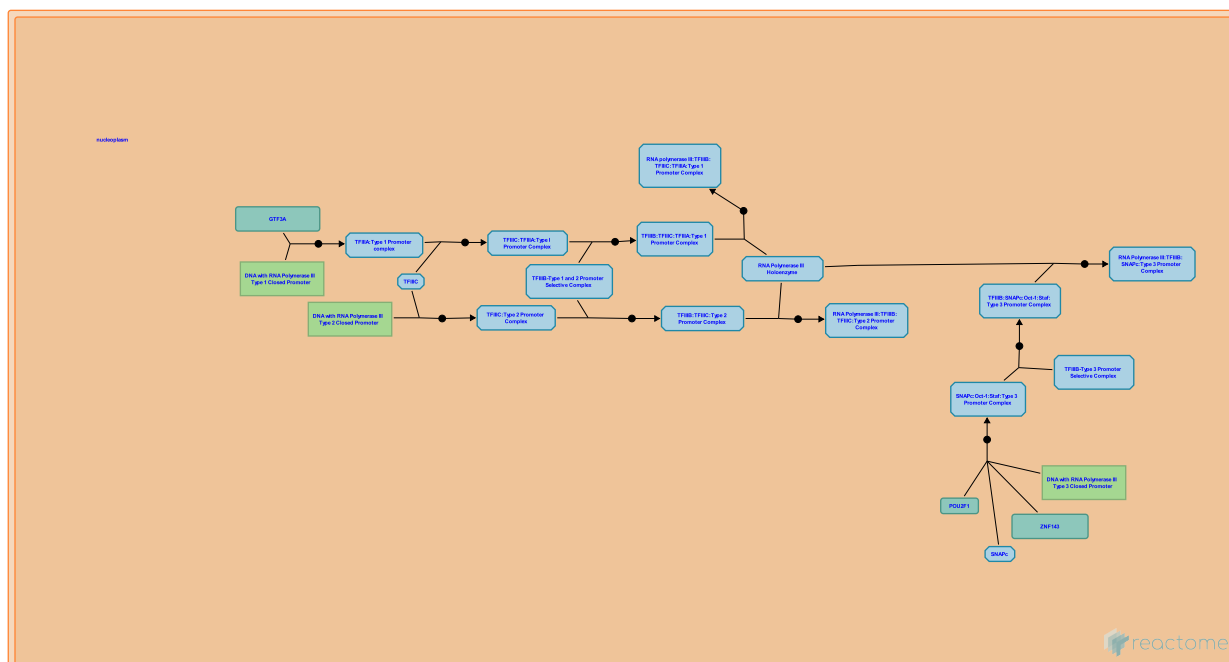 nucleoplasm
RNA polymerase III:TFIIIB:
TFIIIC:TFIIIA:Type 1
Promoter Complex
GTF3A
TFIIIA:Type 1 Promoter
complex
TFIIIC:TFIIIA:Type I
Promoter Complex
TFIIIB:TFIIIC:TFIIIA:Type 1
Promoter Complex
DNA with RNA Polymerase III
Type 1 Closed Promoter
TFIIIC
TFIIIB-Type 1 and 2 Promoter
Selective Complex
RNA Polymerase III
Holoenzyme
RNA Polymerase III:TFIIIB:
SNAPc:Type 3 Promoter
Complex
DNA with RNA Polymerase III
Type 2 Closed Promoter
TFIIIC:Type 2 Promoter
Complex
TFIIIB:TFIIIC:Type 2
Promoter Complex
RNA Polymerase III:TFIIIB:
TFIIIC:Type 2 Promoter
Complex
TFIIIB:SNAPc:Oct-1:Staf:
Type 3 Promoter Complex
TFIIIB-Type 3 Promoter
Selective Complex
SNAPc:Oct-1:Staf:Type 3
Promoter Complex
DNA with RNA Polymerase III
Type 3 Closed Promoter
POU2F1
ZNF143
SNAPc
reactome